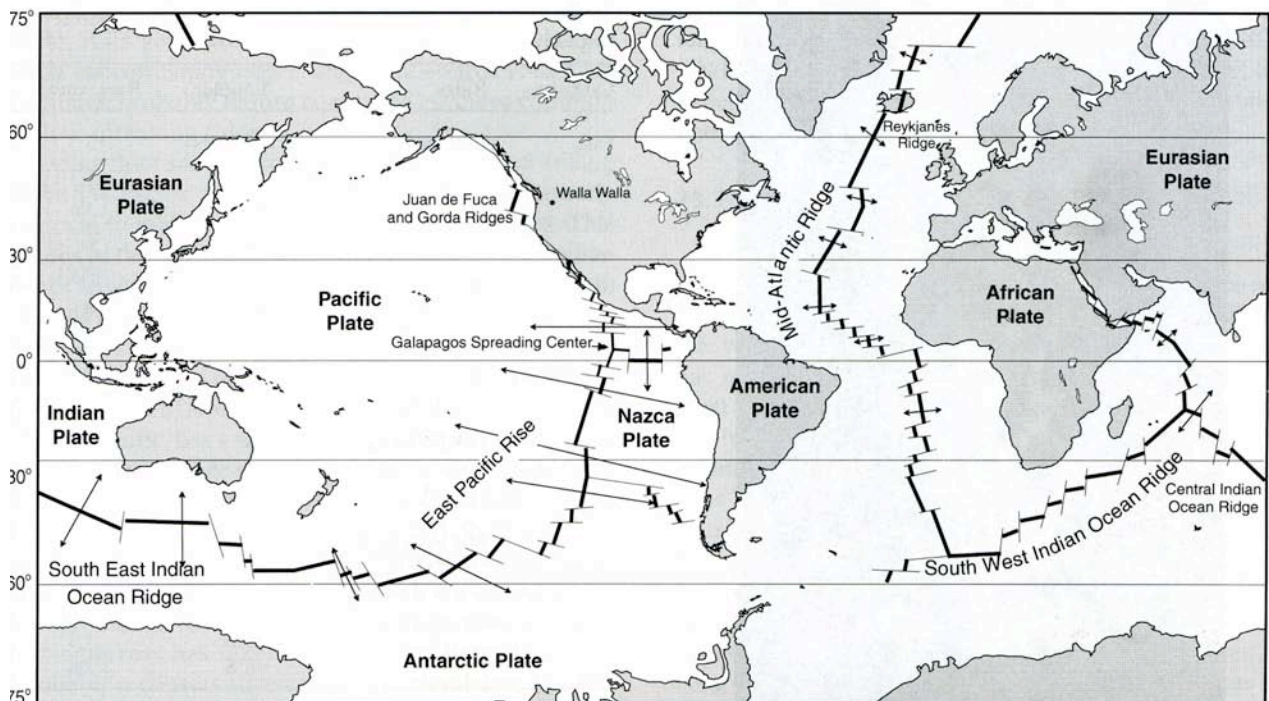 75°
60°
30°
0°
30°
60°
75°
Eurasian
Plate
Juan de Fuca
and Gorda Ridges
Walla Walla
Reykjanes
Ridge
Eurasian
Plate
Mid-Atlantic Ridge
Pacific
Plate
African
Plate
Galapagos Spreading Center
Indian
Plate
Nazca
Plate
American
Plate
East Pacific Rise
Central Indian
Ocean Ridge
South West Indian Ocean Ridge
South East Indian
Ocean Ridge
Antarctic Plate